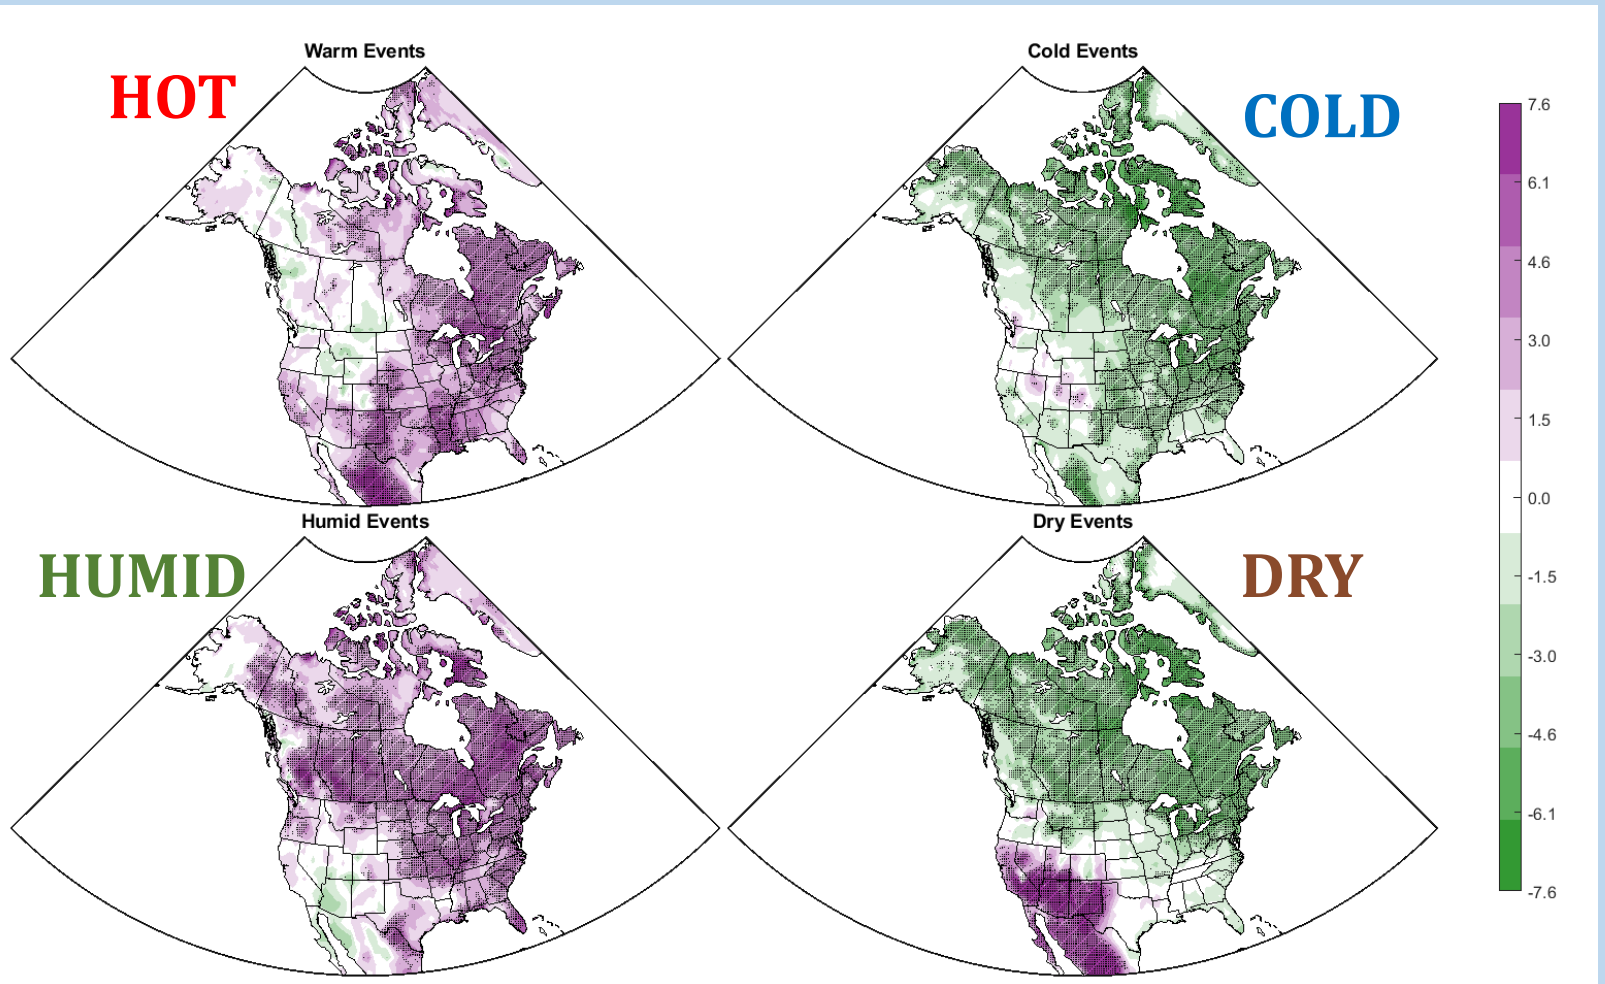 Warm Events
Cold Events
HOT
COLD
Humid Events
Dry Events
HUMID
DRY
7.6
6.1
4.6
3.0
1.5
0.0
-1.5
-3.0
-4.6
-6.1
-7.6